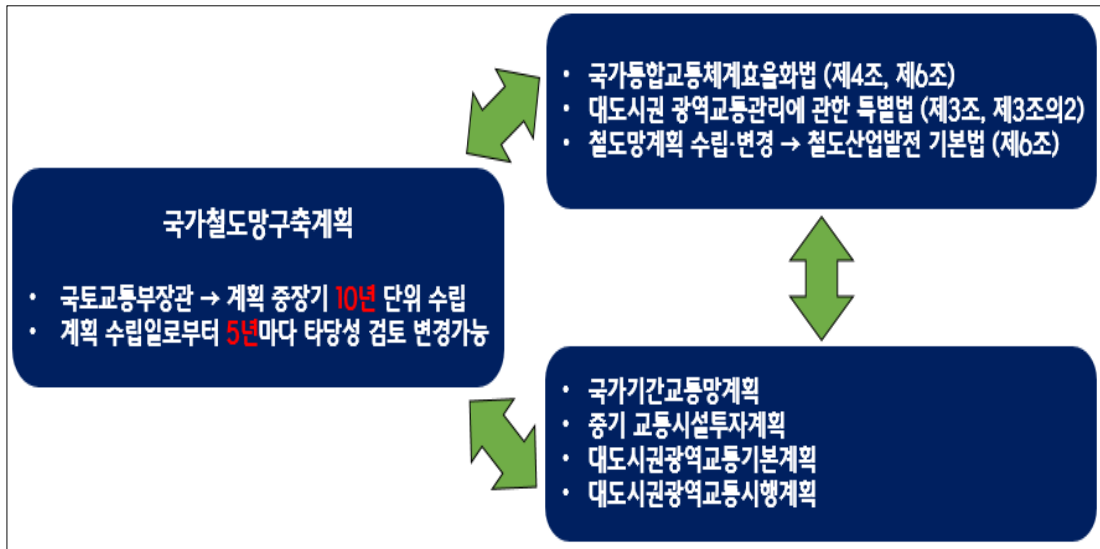 국가통합교통체계효율화법 (제4조, 제6조)
대도시권 광역교통관리에 관한 특별법 (제3조, 제3조의2)
철도망계획 수립·변경 → 철도산업발전 기본법 (제6조)
국가철도망구축계획
국토교통부장관 → 계획 중장기 10년 단위 수립
계획 수립일로부터 5년마다 타당성 검토 변경가능
국가기간교통망계획
중기 교통시설투자계획
대도시권광역교통기본계획
대도시권광역교통시행계획